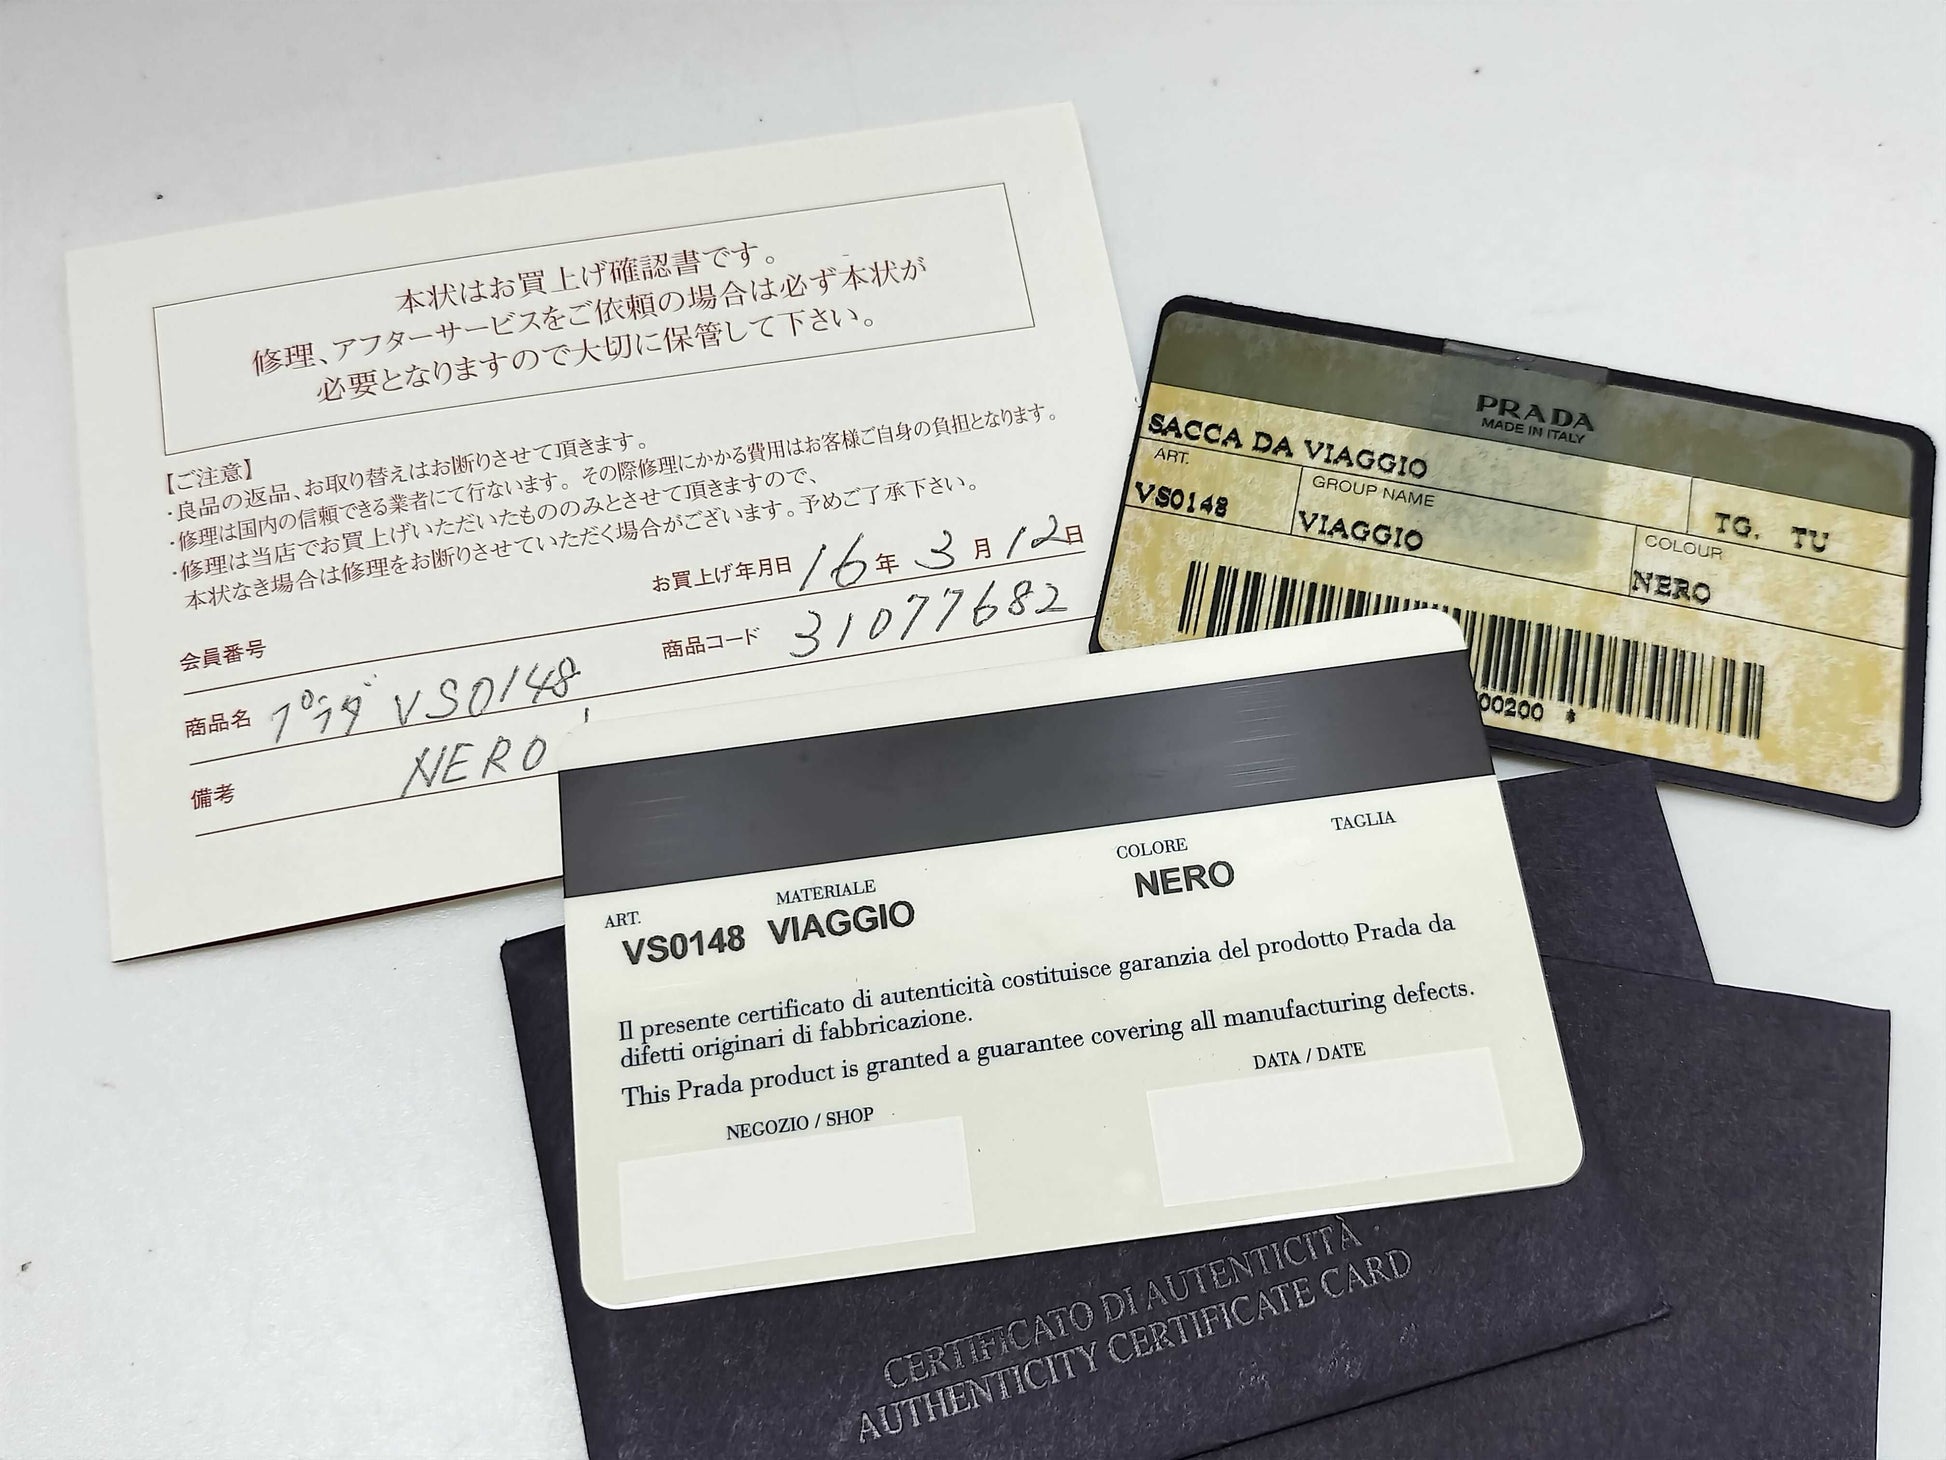 本状はお買上げ確認書です。
修理、アフターサービスをご依頼の場合は必ず本状が
必要となりますので大切に保管して下さい。
【ご注意】
・良品の返品、お取り替えはお断りさせて頂きます。
・修理は国内の信頼できる業者にて行ないます。その際修理にかかる費用はお客様ご自身の負担となります。
・修理は当店でお買上げいただいたもののみとさせて頂きますので、
本状なき場合は修理をお断りさせていただく場合がございます。予めご了承下さい。
お買上げ年月日 16年 3月 12日
会員番号
商品コード 31077682
商品名 プラダ VS0148
NERO
備考
PRADA
MADE IN ITALY
SACCA DA VIAGGIO
TG. TU
ART.
VS0148
GROUP NAME
VIAGGIO
COLOUR
NERO
00200 *
ART.
VS0148
MATERIALE
VIAGGIO
COLORE
NERO
TAGLIA
Il presente certificato di autenticità costituisce garanzia del prodotto Prada da
difetti originari di fabbricazione.
This Prada product is granted a guarantee covering all manufacturing defects.
NEGOZIO / SHOP
DATA / DATE
CERTIFICATO DI AUTENTICITÀ
AUTHENTICITY CERTIFICATE CARD